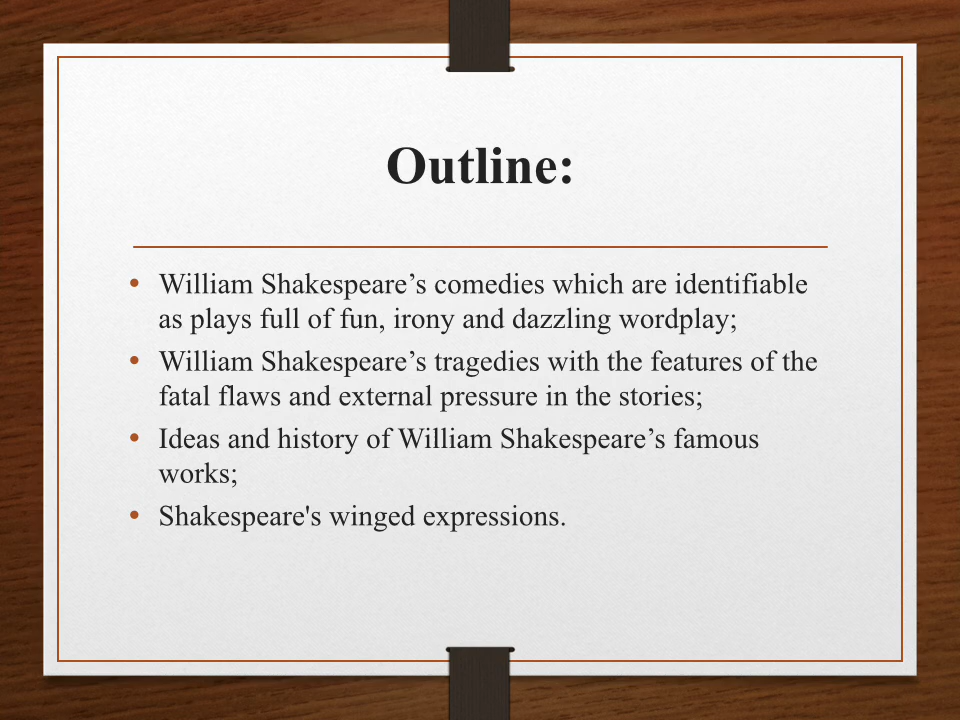 Outline:
• William Shakespeare’s comedies which are identifiable
as plays full of fun, irony and dazzling wordplay;
• William Shakespeare’s tragedies with the features of the
fatal flaws and external pressure in the stories;
• Ideas and history of William Shakespeare’s famous
works;
• Shakespeare's winged expressions.